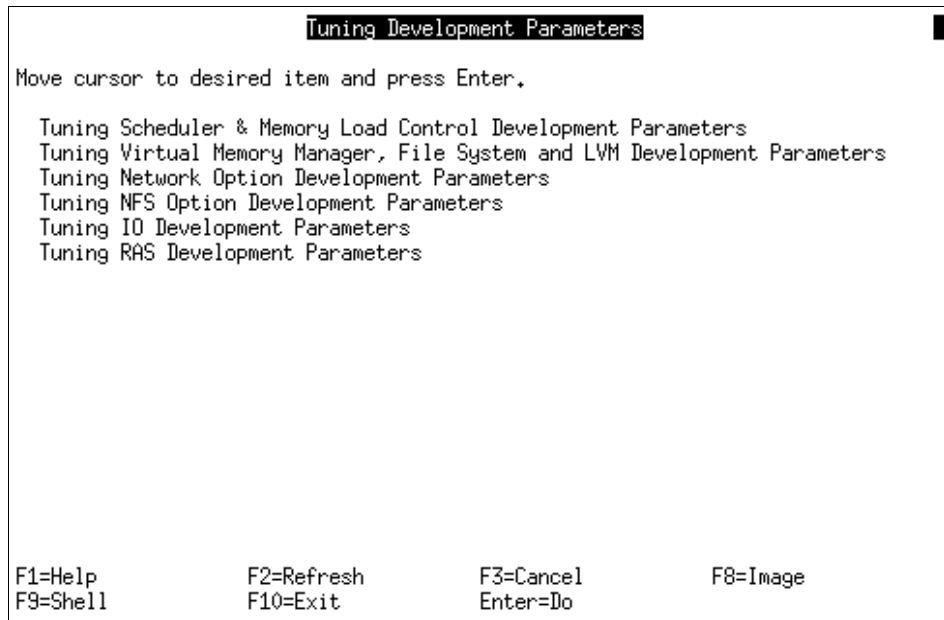 Tuning Development Parameters
Move cursor to desired item and press Enter.
Tuning Scheduler & Memory Load Control Development Parameters
Tuning Virtual Memory Manager, File System and LVM Development Parameters
Tuning Network Option Development Parameters
Tuning NFS Option Development Parameters
Tuning IO Development Parameters
Tuning RAS Development Parameters
F1=Help F2=Refresh F3=Cancel F8=Image
F9=Shell F10=Exit Enter=Do